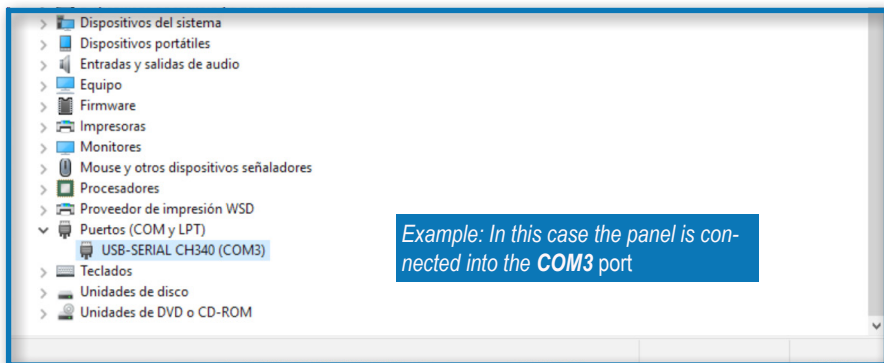 Dispositivos del sistema
Dispositivos portátiles
Entradas y salidas de audio
Equipo
Firmware
Impresoras
Monitores
Mouse y otros dispositivos señaladores
Procesadores
Proveedor de impresión WSD
Puertos (COM y LPT)
USB-SERIAL CH340 (COM3)
Teclados
Unidades de disco
Unidades de DVD o CD-ROM
Example: In this case the panel is con-
nected into the COM3 port